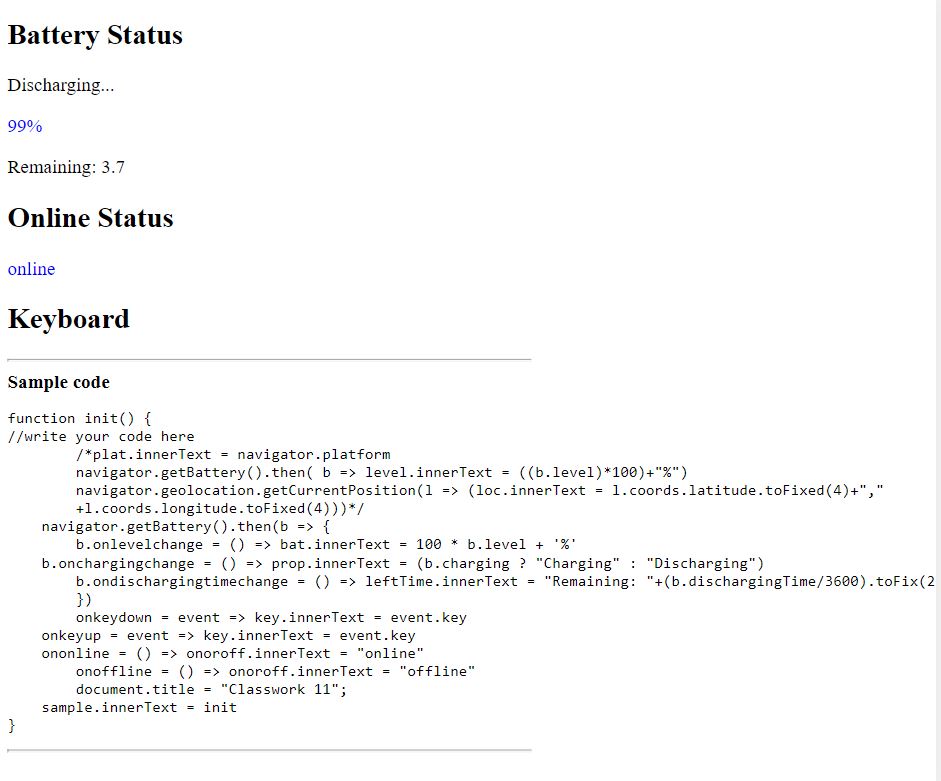 Battery Status
Discharging...
99%
Remaining: 3.7
Online Status
online
Keyboard
Sample code
function init() {
//write your code here
/*plat.innerText = navigator.platform
navigator.getBattery().then( b => level.innerText = ((b.level)*100)+"%")
navigator.geolocation.getCurrentPosition(l => (loc.innerText = l.coords.latitude.toFixed(4)+","
+l.coords.longitude.toFixed(4)))*/
navigator.getBattery().then(b => {
b.onlevelchange = () => bat.innerText = 100 * b.level + '%'
b.onchargingchange = () => prop.innerText = (b.charging ? "Charging" : "Discharging")
b.ondischargingtimechange = () => leftTime.innerText = "Remaining: "+(b.dischargingTime/3600).toFix(2
})
onkeydown = event => key.innerText = event.key
onkeyup = event => key.innerText = event.key
ononline = () => onoroff.innerText = "online"
onoffline = () => onoroff.innerText = "offline"
document.title = "Classwork 11";
sample.innerText = init
}